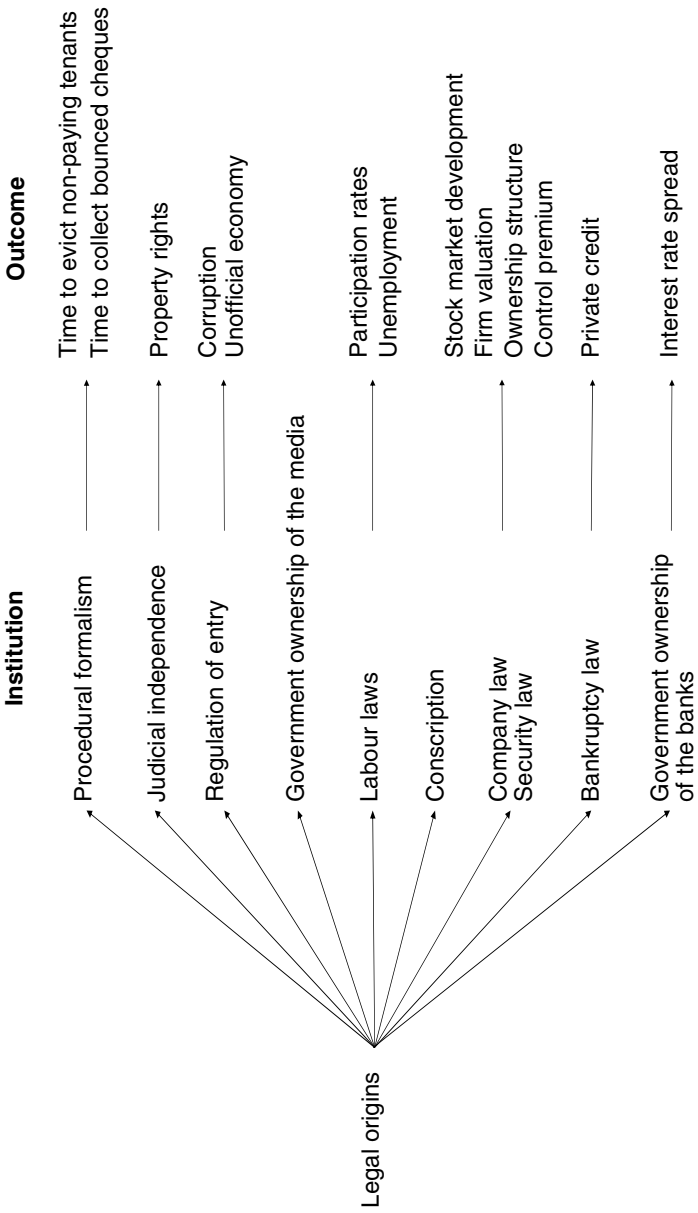 Institution
Outcome
Legal origins
Procedural formalism
Time to evict non-paying tenants
Time to collect bounced cheques
Judicial independence
Property rights
Regulation of entry
Corruption
Unofficial economy
Government ownership of the media
Labour laws
Participation rates
Unemployment
Conscription
Company law
Security law
Stock market development
Firm valuation
Ownership structure
Control premium
Bankruptcy law
Private credit
Government ownership
of the banks
Interest rate spread